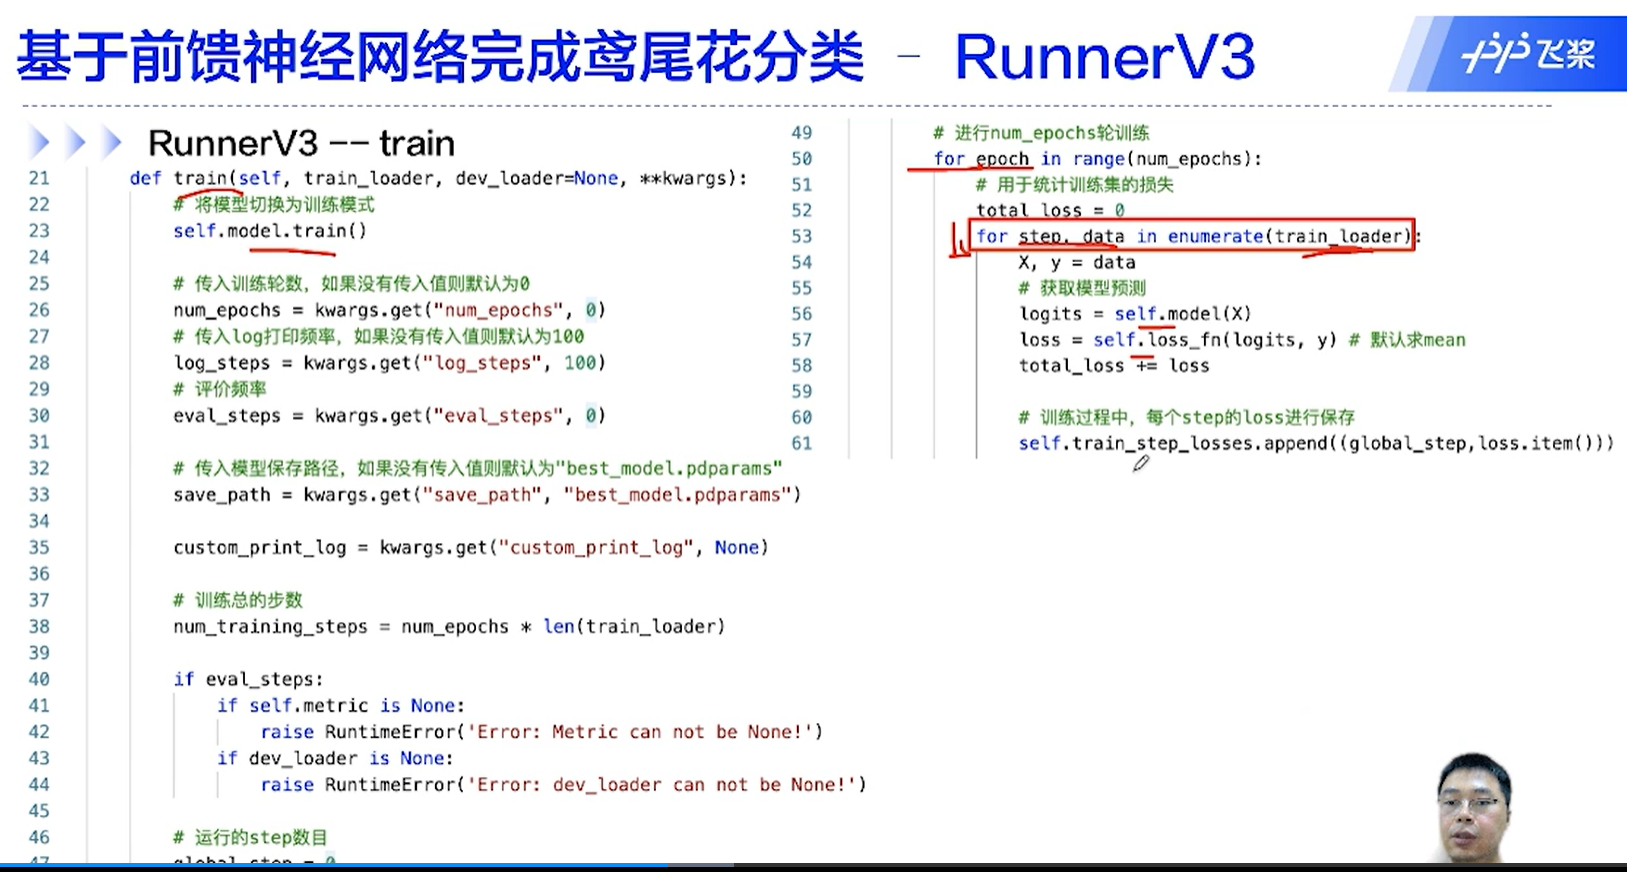 基于前馈神经网络完成鸢尾花分类 – RunnerV3
飞桨
RunnerV3 -- train
21 def train(self, train_loader, dev_loader=None, **kwargs):
22 # 将模型切换为训练模式
23 self.model.train()
24
25 # 传入训练轮数，如果没有传入值则默认为0
26 num_epochs = kwargs.get("num_epochs", 0)
27 # 传入log打印频率，如果没有传入值则默认为100
28 log_steps = kwargs.get("log_steps", 100)
29 # 评价频率
30 eval_steps = kwargs.get("eval_steps", 0)
31
32 # 传入模型保存路径，如果没有传入值则默认为"best_model.pdparams"
33 save_path = kwargs.get("save_path", "best_model.pdparams")
34
35 custom_print_log = kwargs.get("custom_print_log", None)
36
37 # 训练总的步数
38 num_training_steps = num_epochs * len(train_loader)
39
40 if eval_steps:
41 if self.metric is None:
42 raise RuntimeError('Error: Metric can not be None!')
43 if dev_loader is None:
44 raise RuntimeError('Error: dev_loader can not be None!')
45
46 # 运行的step数目
47 global_step = 0
49 # 进行num_epochs轮训练
50 for epoch in range(num_epochs):
51 # 用于统计训练集的损失
52 total_loss = 0
53 for step, data in enumerate(train_loader):
54 X, y = data
55 # 获取模型预测
56 logits = self.model(X)
57 loss = self.loss_fn(logits, y) # 默认求mean
58 total_loss += loss
59
60 # 训练过程中，每个step的loss进行保存
61 self.train_step_losses.append((global_step,loss.item()))